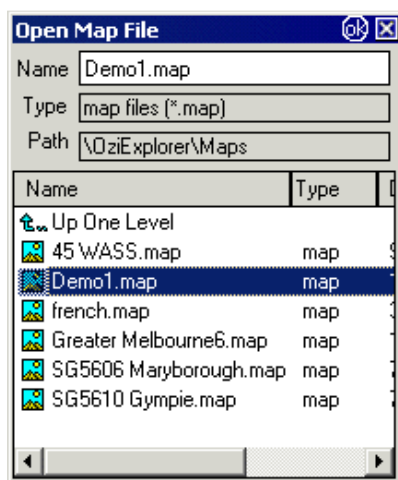 Open Map File ok
Name Demo1.map
Type map files (*.map)
Path \OziExplorer\Maps
Name Type
Up One Level
45 WASS.map map
Demo1.map map
french.map map
Greater Melbourne6.map map
SG5606 Maryborough.map map
SG5610 Gympie.map map